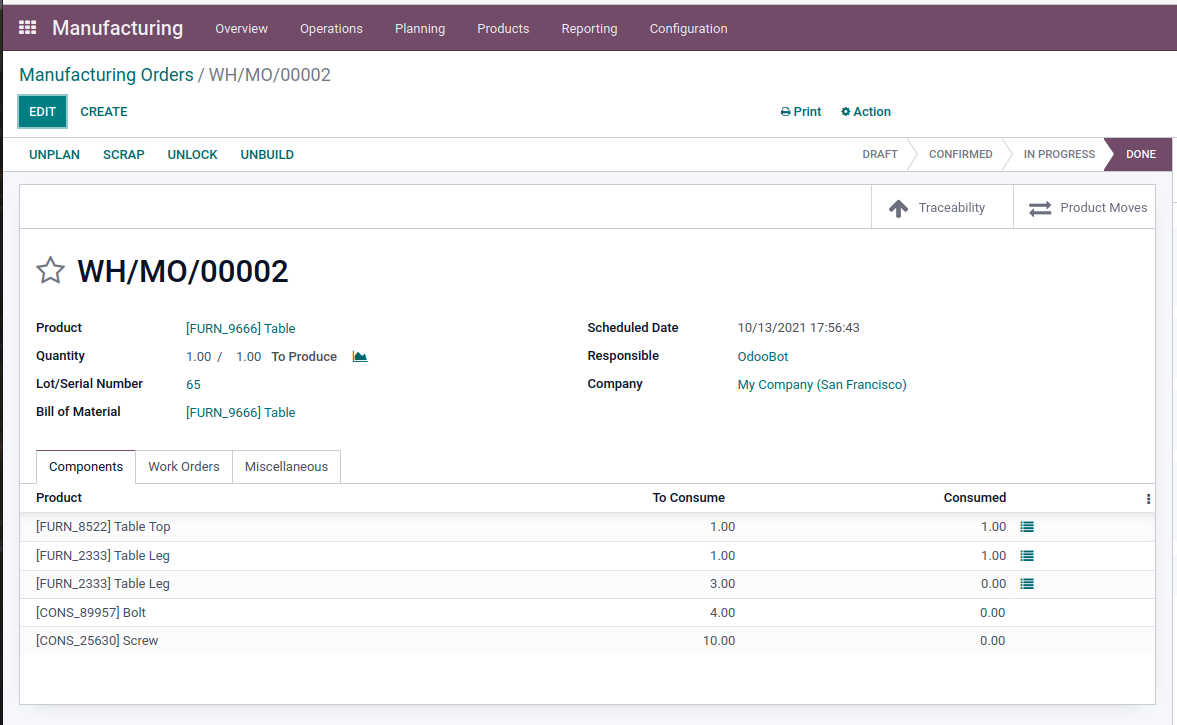 Manufacturing Overview Operations Planning Products Reporting Configuration
Manufacturing Orders / WH/MO/00002
EDIT CREATE Print Action
UNPLAN SCRAP UNLOCK UNBUILD DRAFT CONFIRMED IN PROGRESS DONE
Traceability Product Moves
WH/MO/00002
Product [FURN_9666] Table Scheduled Date 10/13/2021 17:56:43
Quantity 1.00 / 1.00 To Produce Responsible OdooBot
Lot/Serial Number 65 Company My Company (San Francisco)
Bill of Material [FURN_9666] Table
Components Work Orders Miscellaneous
Product To Consume Consumed
[FURN_8522] Table Top 1.00 1.00
[FURN_2333] Table Leg 1.00 1.00
[FURN_2333] Table Leg 3.00 0.00
[CONS_89957] Bolt 4.00 0.00
[CONS_25630] Screw 10.00 0.00